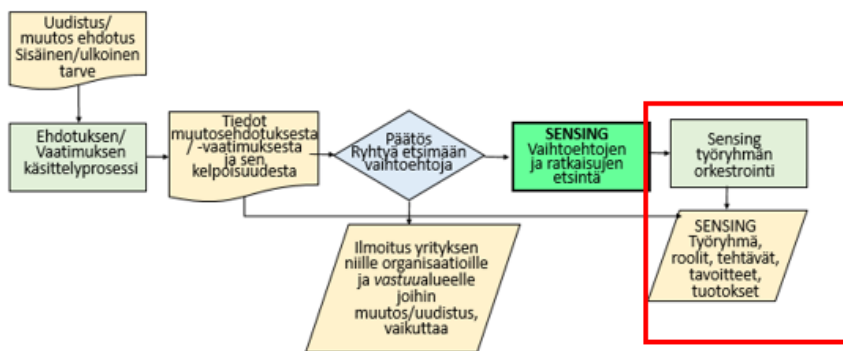 Uudistus/
muutos ehdotus
Sisäinen/ulkoinen
tarve
Ehdotuksen/
Vaatimuksen
käsittelyprosessi
Tiedot
muutosehdotuksesta
/ -vaatimuksesta
ja sen
kelpoisuudesta
Päätös
Ryhtyä etsimään
vaihtoehtoja
SENSING
Vaihtoehtojen
ja ratkaisujen
etsintä
Sensing
työryhmän
orkestrointi
Ilmoitus yrityksen
niille organisaatioille
ja vastuualueelle
joihin
muutos/uudistus,
vaikuttaa
SENSING
Työryhmä,
roolit, tehtävät,
tavoitteet,
tuotokset